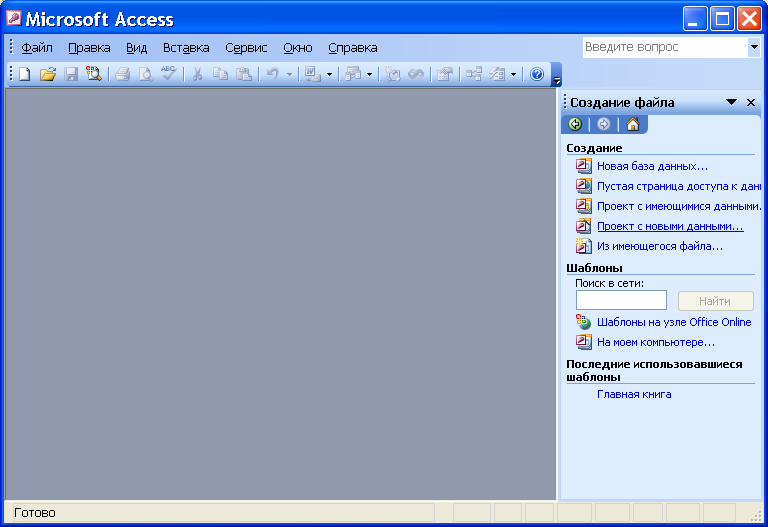 Microsoft Access
Файл Правка Вид Вставка Сервис Окно Справка
Введите вопрос
Создание файла
Создание
Новая база данных...
Пустая страница доступа к дан
Проект с имеющимися данными.
Проект с новыми данными...
Из имеющегося файла...
Шаблоны
Поиск в сети:
Найти
Шаблоны на узле Office Online
На моем компьютере...
Последние использовавшиеся
шаблоны
Главная книга
Готово